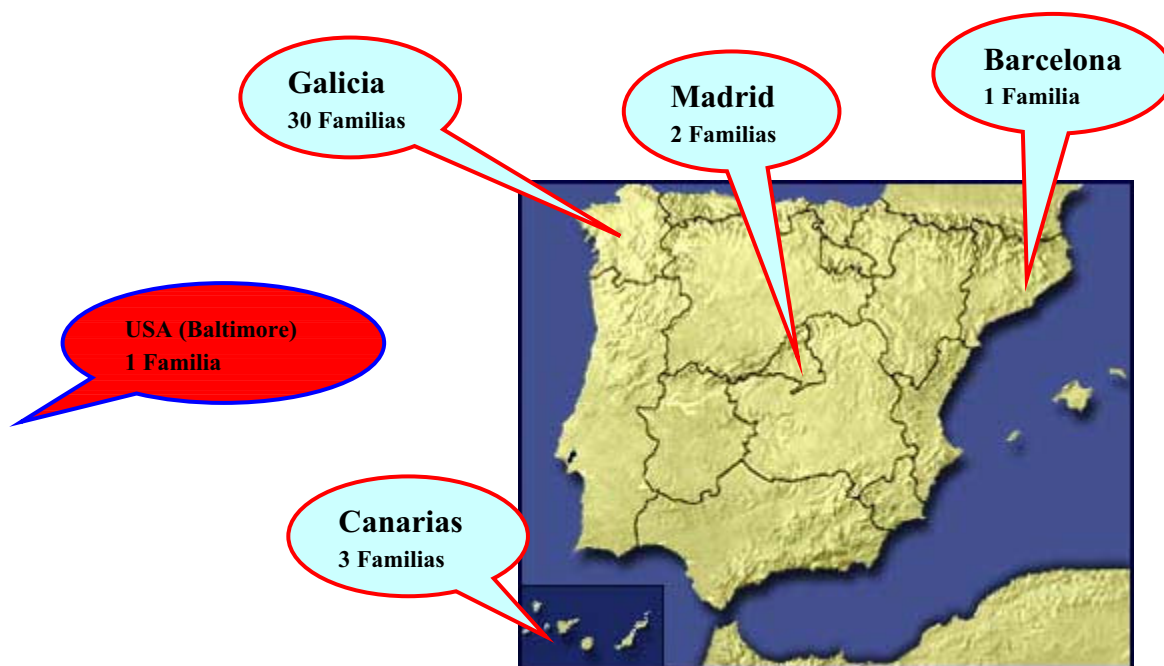 Galicia
30 Familias
Madrid
2 Familias
Barcelona
1 Familia
USA (Baltimore)
1 Familia
Canarias
3 Familias